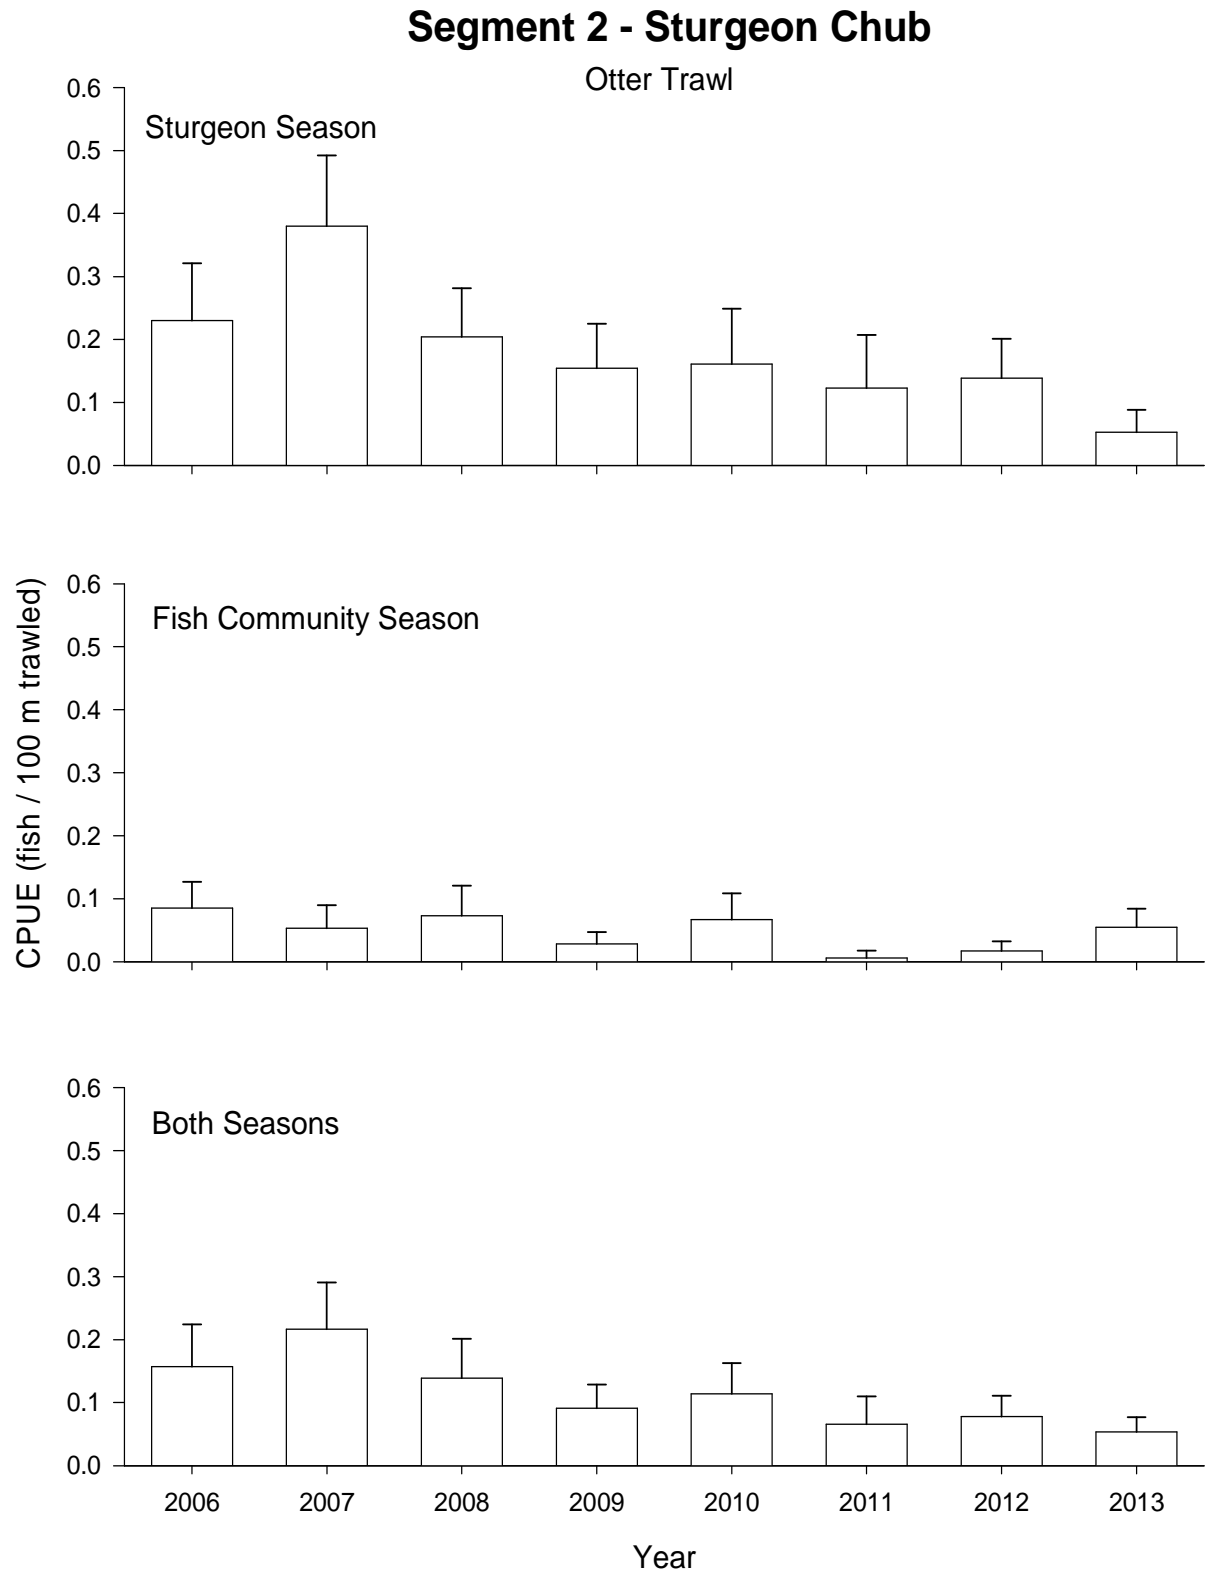 Segment 2 - Sturgeon Chub
Otter Trawl
0.6
Sturgeon Season
0.5
0.4
0.3
0.2
0.1
0.0
CPUE (fish / 100 m trawled)
0.6
Fish Community Season
0.5
0.4
0.3
0.2
0.1
0.0
0.6
Both Seasons
0.5
0.4
0.3
0.2
0.1
0.0
2006 2007 2008 2009 2010 2011 2012 2013
Year